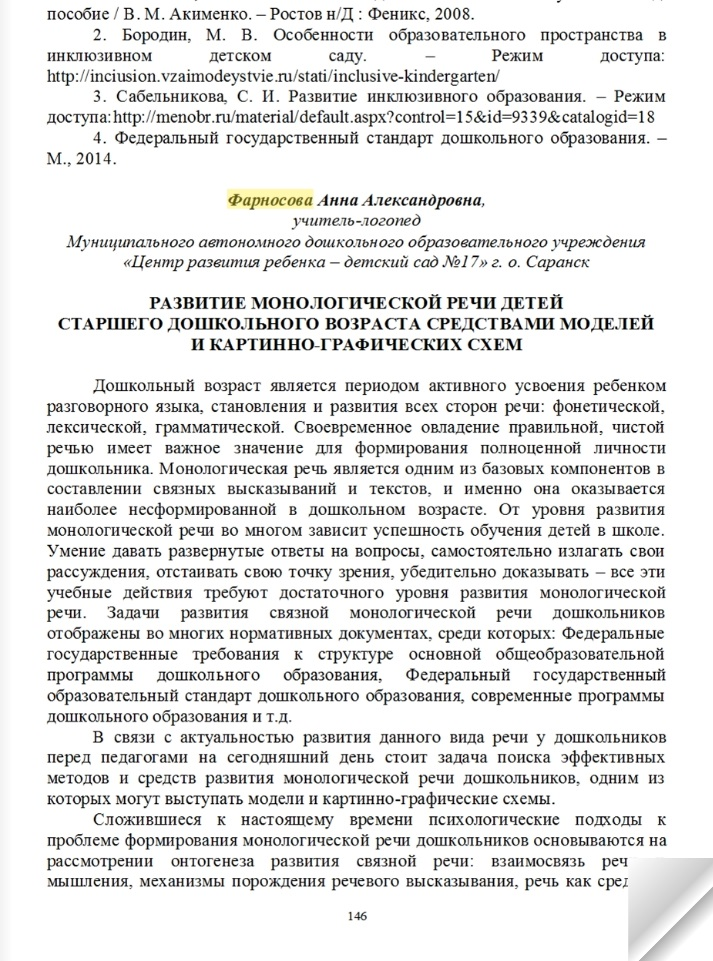 пособие / В. М. Акименко. – Ростов н/Д : Феникс, 2008.
2. Бородин, М. В. Особенности образовательного пространства в
инклюзивном детском саду. – Режим доступа:
http://inciusion.vzaimodeystvie.ru/stati/inclusive-kindergarten/
3. Сабельникова, С. И. Развитие инклюзивного образования. – Режим
доступа:http://menobr.ru/material/default.aspx?control=15&id=9339&catalogid=18
4. Федеральный государственный стандарт дошкольного образования. –
М., 2014.
Фарносова Анна Александровна,
учитель-логопед
Муниципального автономного дошкольного образовательного учреждения
«Центр развития ребенка – детский сад №17» г. о. Саранск
РАЗВИТИЕ МОНОЛОГИЧЕСКОЙ РЕЧИ ДЕТЕЙ
СТАРШЕГО ДОШКОЛЬНОГО ВОЗРАСТА СРЕДСТВАМИ МОДЕЛЕЙ
И КАРТИННО-ГРАФИЧЕСКИХ СХЕМ
Дошкольный возраст является периодом активного усвоения ребенком
разговорного языка, становления и развития всех сторон речи: фонетической,
лексической, грамматической. Своевременное овладение правильной, чистой
речью имеет важное значение для формирования полноценной личности
дошкольника. Монологическая речь является одним из базовых компонентов в
составлении связных высказываний и текстов, и именно она оказывается
наиболее несформированной в дошкольном возрасте. От уровня развития
монологической речи во многом зависит успешность обучения детей в школе.
Умение давать развернутые ответы на вопросы, самостоятельно излагать свои
рассуждения, отстаивать свою точку зрения, убедительно доказывать – все эти
учебные действия требуют достаточного уровня развития монологической
речи. Задачи развития связной монологической речи дошкольников
отображены во многих нормативных документах, среди которых: Федеральные
государственные требования к структуре основной общеобразовательной
программы дошкольного образования, Федеральный государственный
образовательный стандарт дошкольного образования, современные программы
дошкольного образования и т.д.
В связи с актуальностью развития данного вида речи у дошкольников
перед педагогами на сегодняшний день стоит задача поиска эффективных
методов и средств развития монологической речи дошкольников, одним из
которых могут выступать модели и картинно-графические схемы.
Сложившиеся к настоящему времени психологические подходы к
проблеме формирования монологической речи дошкольников основываются на
рассмотрении онтогенеза развития связной речи: взаимосвязь
мышления, механизмы порождения речевого высказывания, речь как
146